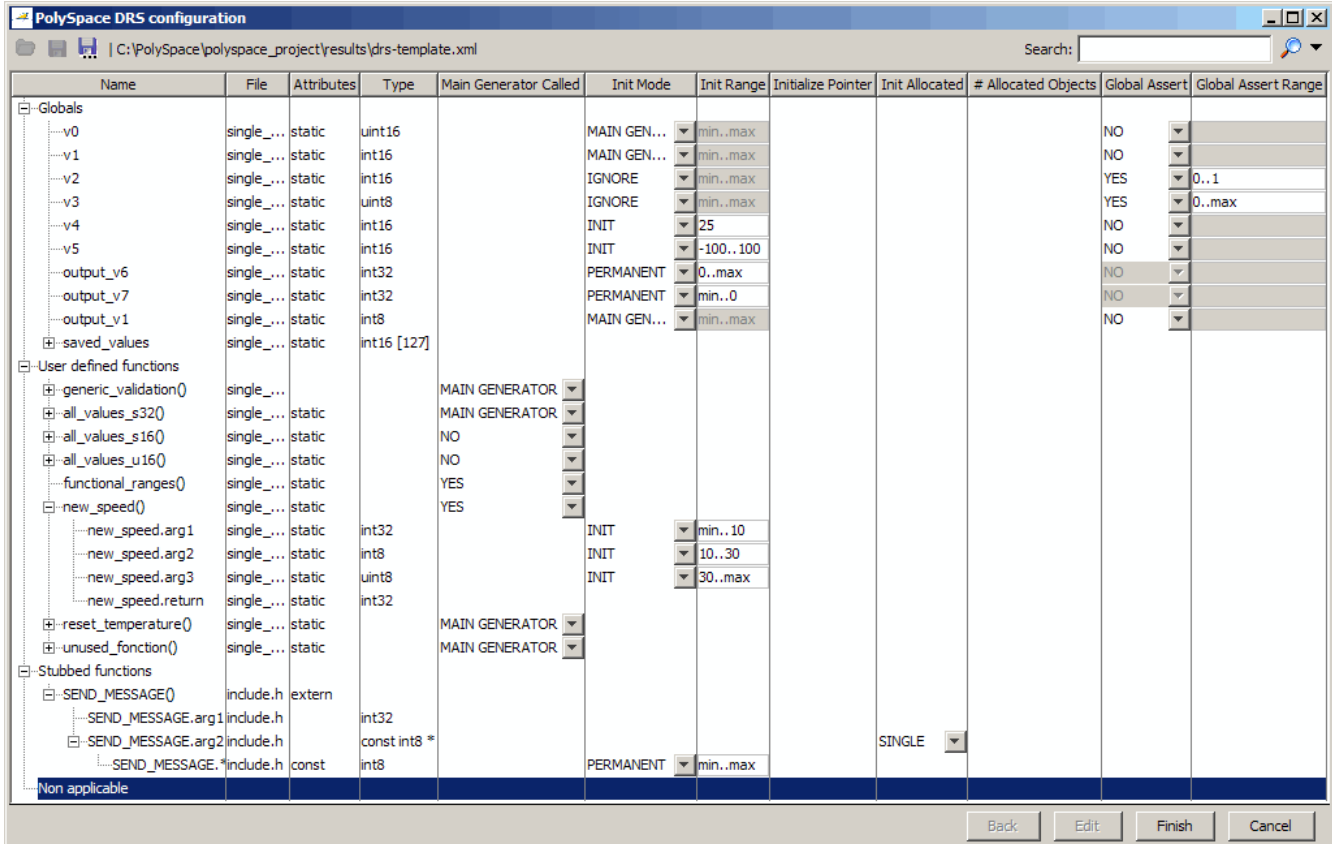 PolySpace DRS configuration
C:\PolySpace\polyspace_project\results\drs-template.xml Search:
Name File Attributes Type Main Generator Called Init Mode Init Range Initialize Pointer Init Allocated # Allocated Objects Global Assert Global Assert Range
Globals
v0 single_... static uint16 MAIN GEN... min..max NO
v1 single_... static int16 MAIN GEN... min..max NO
v2 single_... static int16 IGNORE min..max YES 0..1
v3 single_... static uint8 IGNORE min..max YES 0..max
v4 single_... static int16 INIT 25 NO
v5 single_... static int16 INIT -100..100 NO
output_v6 single_... static int32 PERMANENT 0..max NO
output_v7 single_... static int32 PERMANENT min..0 NO
output_v1 single_... static int8 MAIN GEN... min..max NO
saved_values single_... static int16 [127]
User defined functions
generic_validation() single_... MAIN GENERATOR
all_values_s32() single_... static MAIN GENERATOR
all_values_s16() single_... static NO
all_values_u16() single_... static NO
functional_ranges() single_... static YES
new_speed() single_... static YES
new_speed.arg1 single_... static int32 INIT min..10
new_speed.arg2 single_... static int8 INIT 10..30
new_speed.arg3 single_... static uint8 INIT 30..max
new_speed.return single_... static int32
reset_temperature() single_... static MAIN GENERATOR
unused_fonction() single_... static MAIN GENERATOR
Stubbed functions
SEND_MESSAGE() include.h extern
SEND_MESSAGE.arg1 include.h int32
SEND_MESSAGE.arg2 include.h const int8 * SINGLE
SEND_MESSAGE.* include.h const int8 PERMANENT min..max
Non applicable
Back Edit Finish Cancel